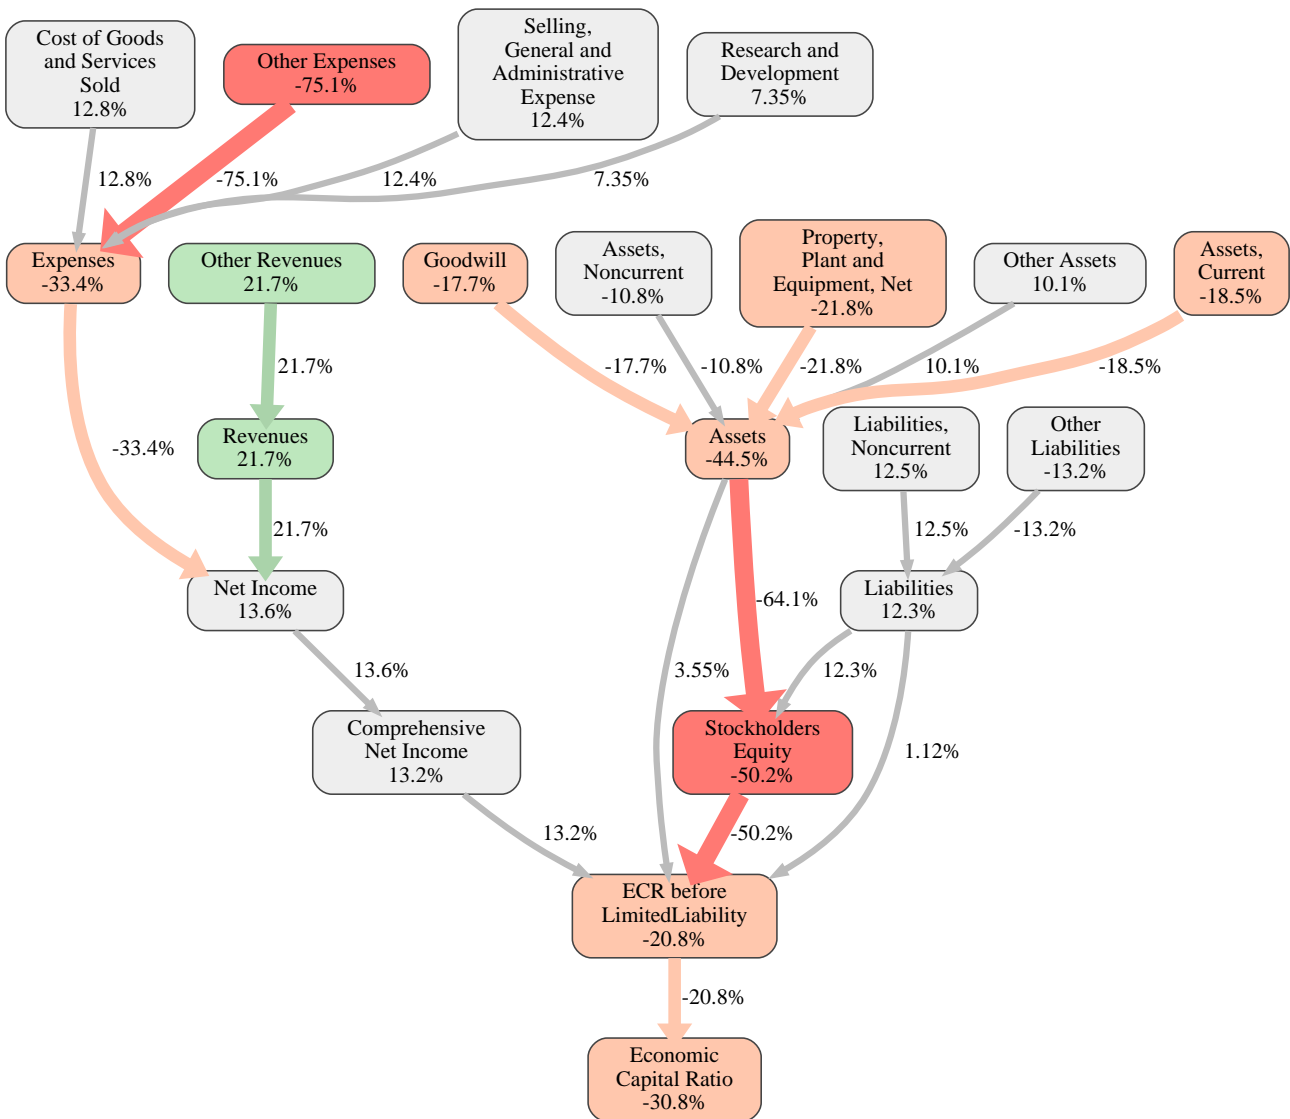 Cost of Goods
and Services
Sold
12.8%
Other Expenses
-75.1%
Selling,
General and
Administrative
Expense
12.4%
Research and
Development
7.35%
12.8%
-75.1%
12.4%
7.35%
Expenses
-33.4%
Other Revenues
21.7%
Goodwill
-17.7%
Assets,
Noncurrent
-10.8%
Property,
Plant and
Equipment, Net
-21.8%
Other Assets
10.1%
Assets,
Current
-18.5%
21.7%
-17.7%
-10.8%
-21.8%
10.1%
-18.5%
-33.4%
Revenues
21.7%
Assets
-44.5%
Liabilities,
Noncurrent
12.5%
Other
Liabilities
-13.2%
21.7%
12.5%
-13.2%
Net Income
13.6%
-64.1%
Liabilities
12.3%
13.6%
3.55%
12.3%
Comprehensive
Net Income
13.2%
Stockholders
Equity
-50.2%
1.12%
13.2%
-50.2%
ECR before
LimitedLiability
-20.8%
-20.8%
Economic
Capital Ratio
-30.8%